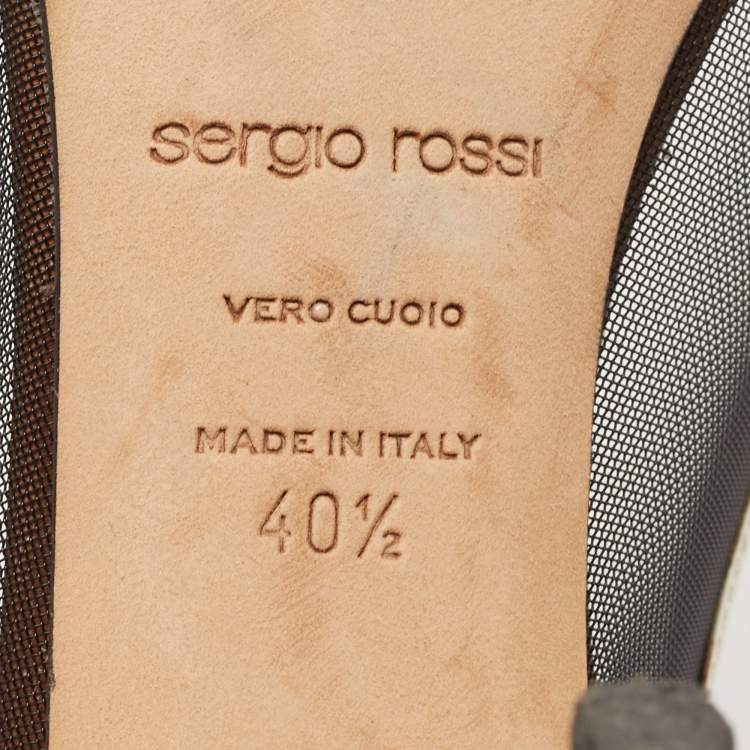 sergio rossi
VERO CUOIO
MADE IN ITALY
40½